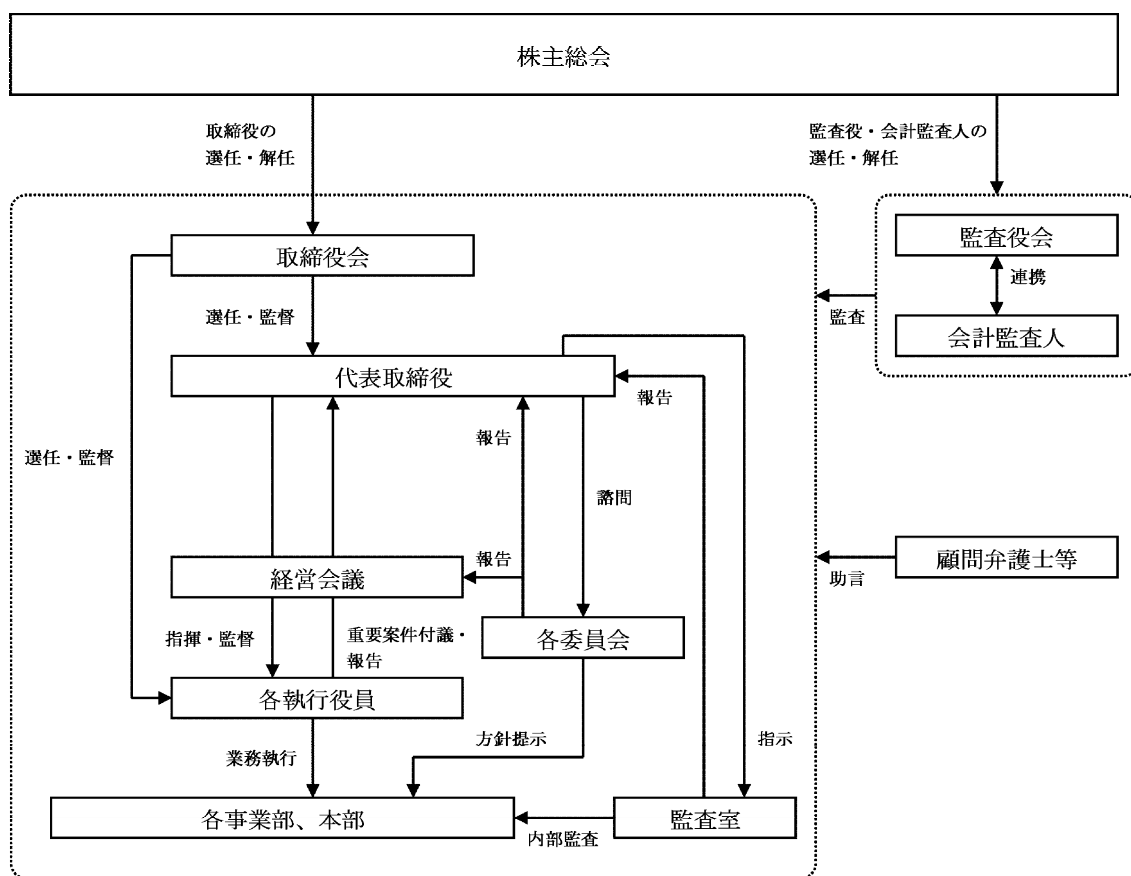 株主総会
取締役の
選任・解任
監査役・会計監査人の
選任・解任
取締役会
監査役会
連携
会計監査人
監査
選任・監督
代表取締役
報告
報告
選任・監督
諮問
経営会議
報告
顧問弁護士等
助言
指揮・監督
重要案件付議・
報告
各委員会
各執行役員
業務執行
方針提示
指示
各事業部、本部
内部監査
監査室